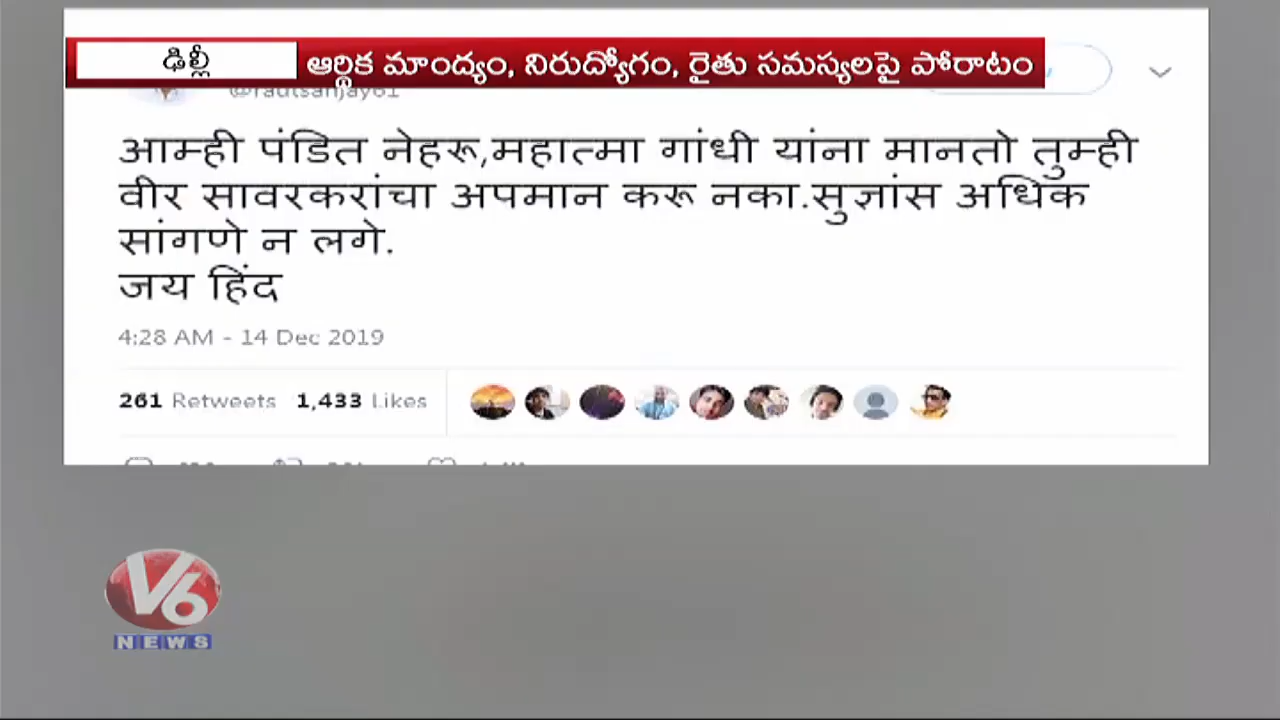 ఢిల్లీ
ఆర్థిక మాంద్యం, నిరుద్యోగం, రైతు సమస్యలపై పోరాటం
@rautsanjay61
आम्ही पंडित नेहरू,महात्मा गांधी यांना मानतो तुम्ही
वीर सावरकरांचा अपमान करू नका.सुज्ञांस अधिक
सांगणे न लगे.
जय हिंद
4:28 AM - 14 Dec 2019
261 Retweets 1,433 Likes
V6
NEWS